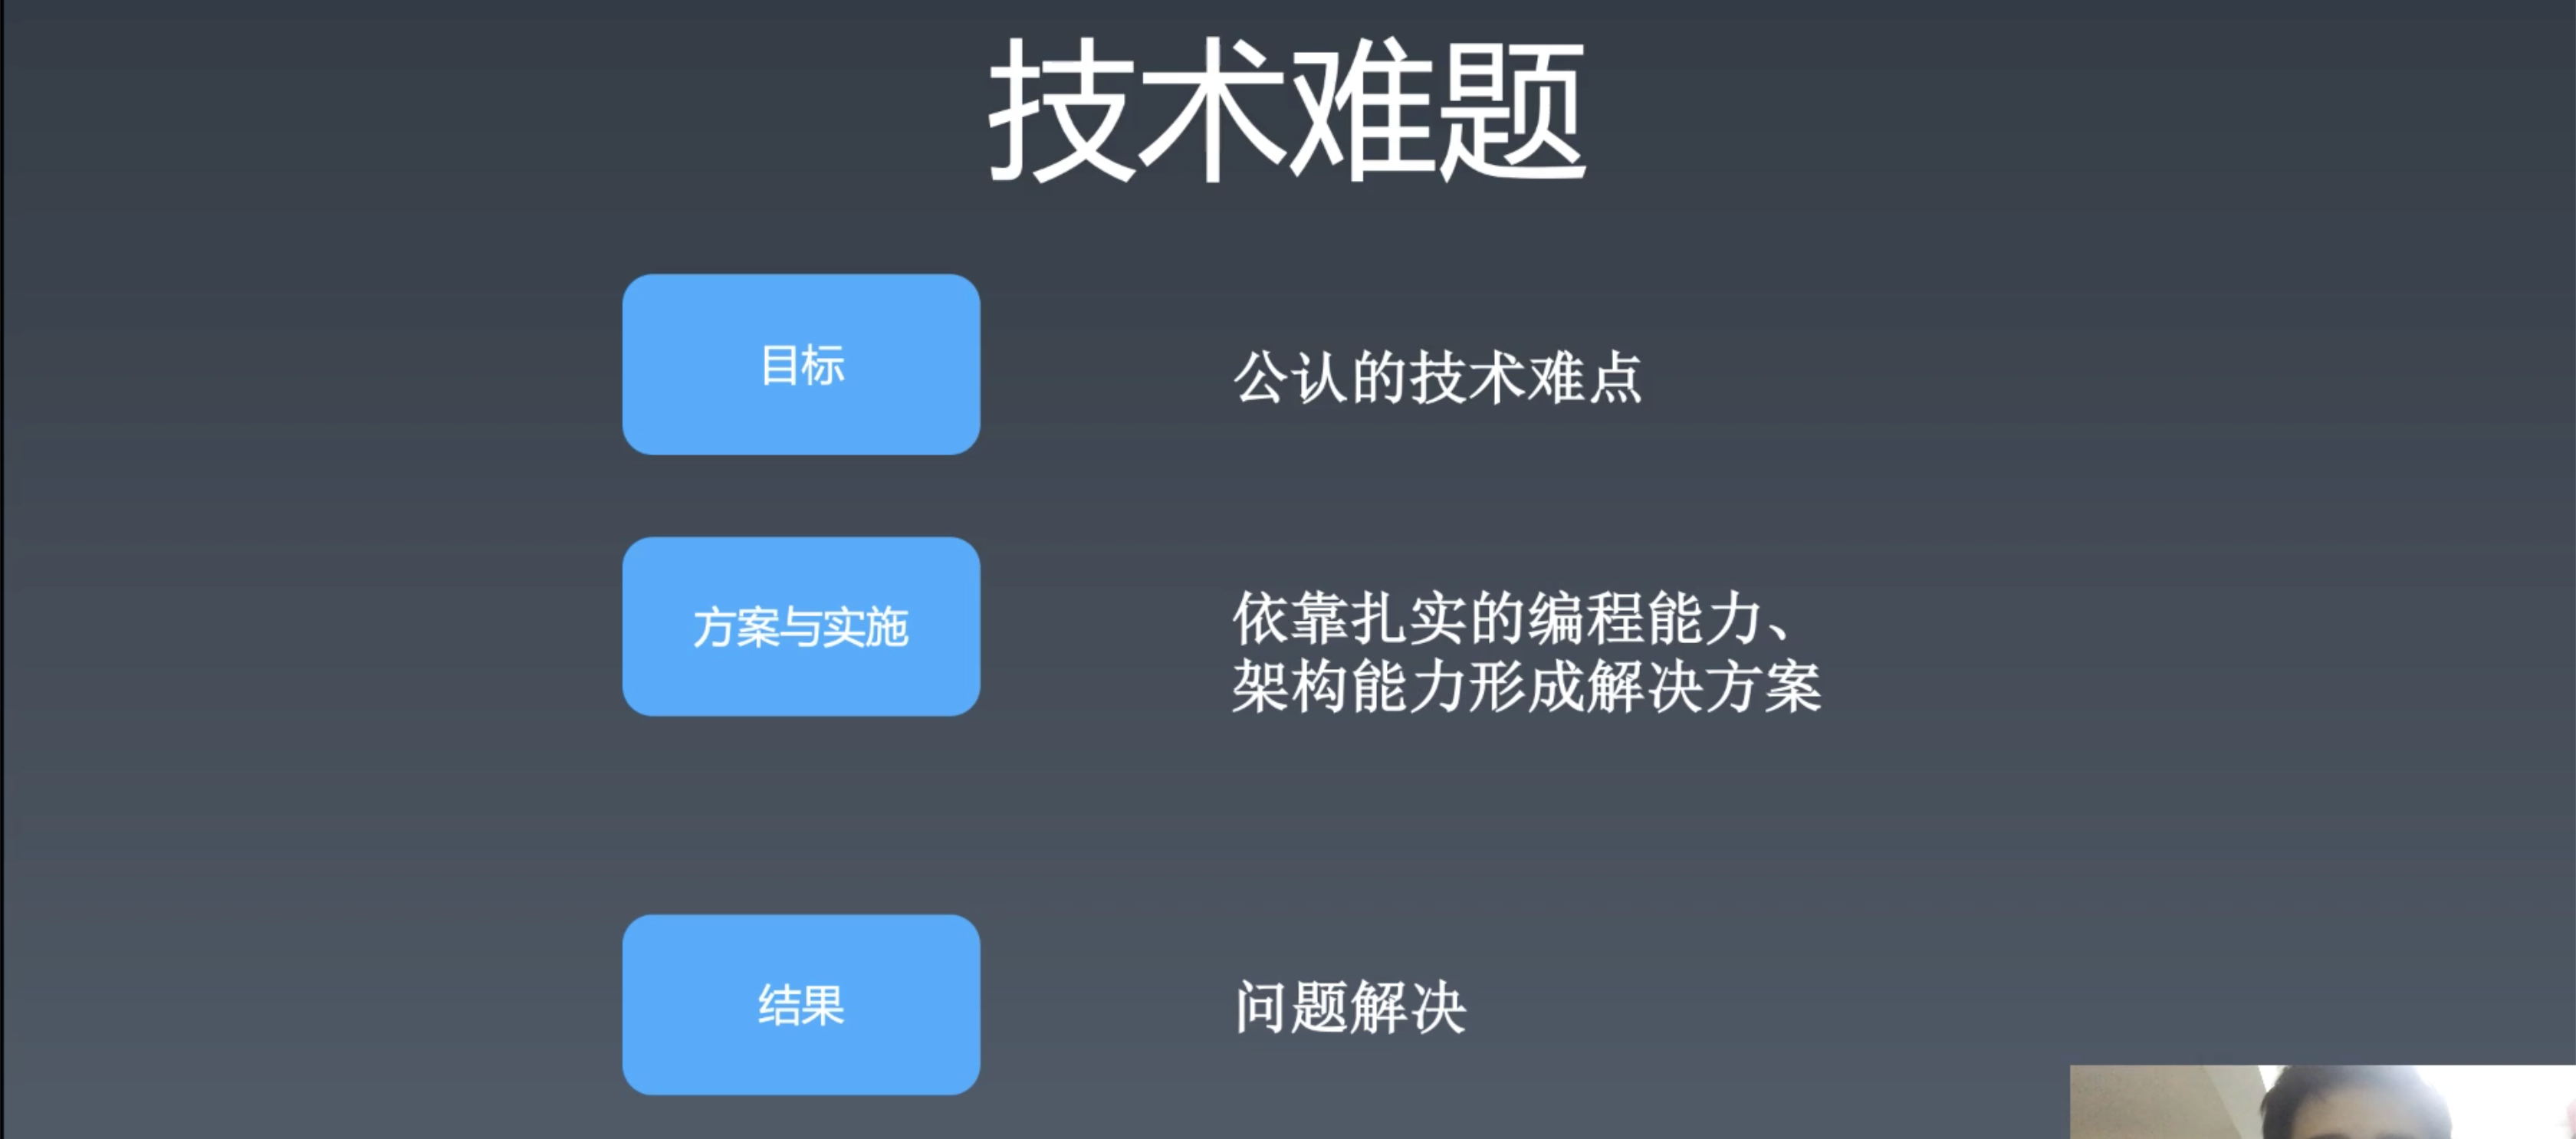 技术难题
目标
公认的技术难点
方案与实施
依靠扎实的编程能力、
架构能力形成解决方案
结果
问题解决